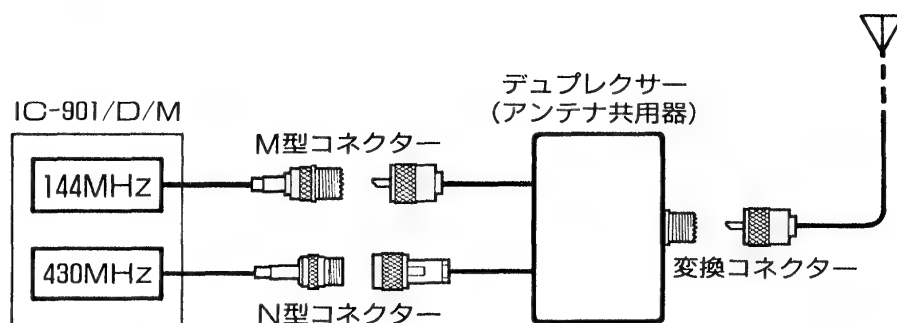 デュプレクサー
(アンテナ共用器)
IC-901/D/M
M型コネクター
144MHz
430MHz
変換コネクター
N型コネクター